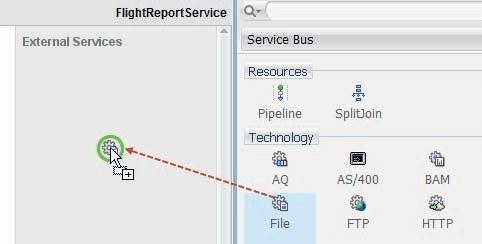 FlightReportService
External Services
Service Bus
Resources
Pipeline SplitJoin
Technology
AQ AS/400 BAM
File FTP HTTP